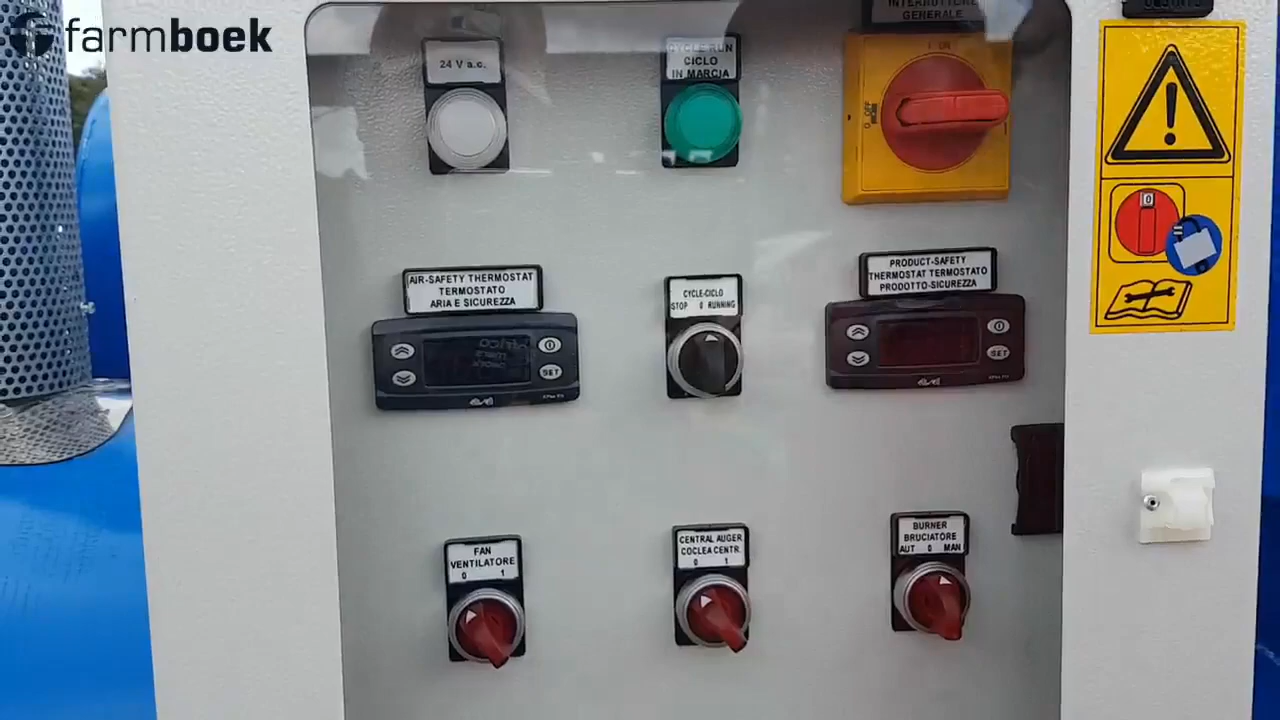 farmboek
INTERRUTTORE
GENERALE
24 V a.c.
CYCLE RUN
CICLO
IN MARCIA
I ON
O OFF
AIR-SAFETY THERMOSTAT
TERMOSTATO
ARIA E SICUREZZA
CYCLE-CICLO
STOP 0 RUNNING
PRODUCT-SAFETY
THERMOSTAT TERMOSTATO
PRODOTTO-SICUREZZA
0
SET
SET
FAN
VENTILATORE
0 1
CENTRAL AUGER
COCLEA CENTR.
0 1
BURNER
BRUCIATORE
AUT 0 MAN